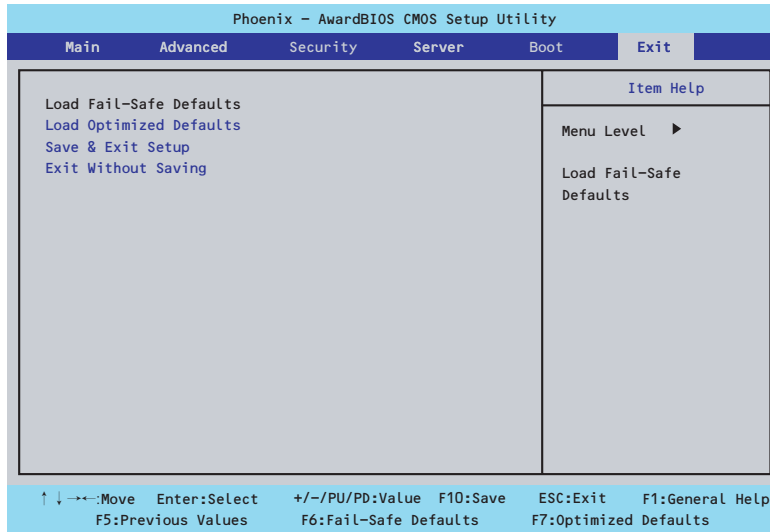 Phoenix - AwardBIOS CMOS Setup Utility
Main Advanced Security Server Boot Exit
Load Fail-Safe Defaults
Load Optimized Defaults
Save & Exit Setup
Exit Without Saving
Item Help
Menu Level ▶
Load Fail-Safe
Defaults
↑↓→←:Move Enter:Select +/-/PU/PD:Value F10:Save ESC:Exit F1:General Help
F5:Previous Values F6:Fail-Safe Defaults F7:Optimized Defaults